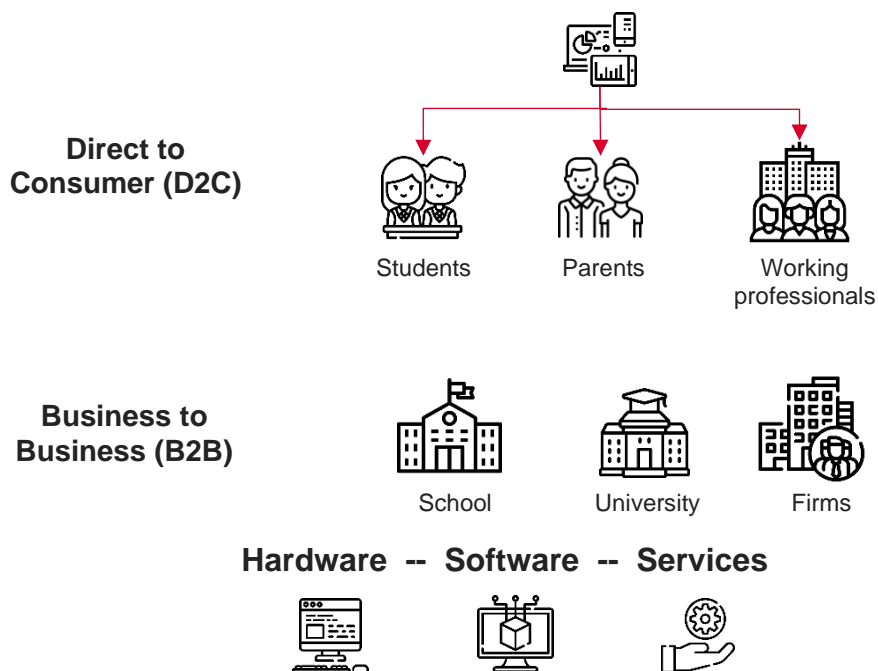 Direct to
Consumer (D2C)
Students
Parents
Working
professionals
Business to
Business (B2B)
School
University
Firms
Hardware -- Software -- Services